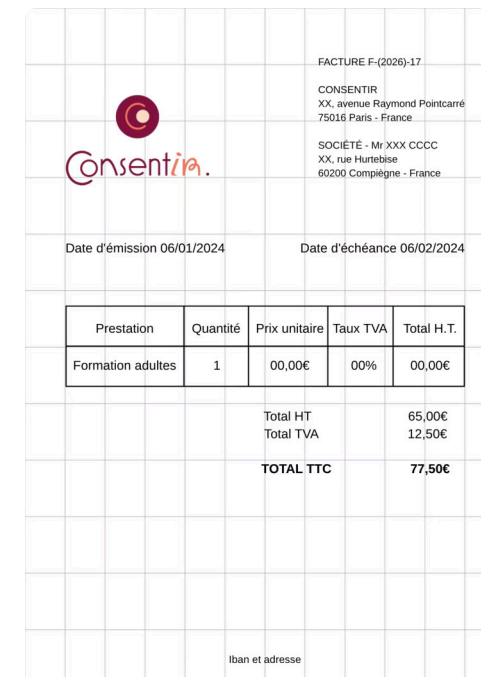 FACTURE F-(2026)-17
CONSENTIR
XX, avenue Raymond Pointcarré
75016 Paris - France
SOCIÉTÉ - Mr XXX CCCC
XX, rue Hurtebise
60200 Compiègne - France
Consentir.
Date d'émission 06/01/2024 Date d'échéance 06/02/2024
Prestation Quantité Prix unitaire Taux TVA Total H.T.
Formation adultes 1 00,00€ 00% 00,00€
Total HT 65,00€
Total TVA 12,50€
TOTAL TTC 77,50€
Iban et adresse